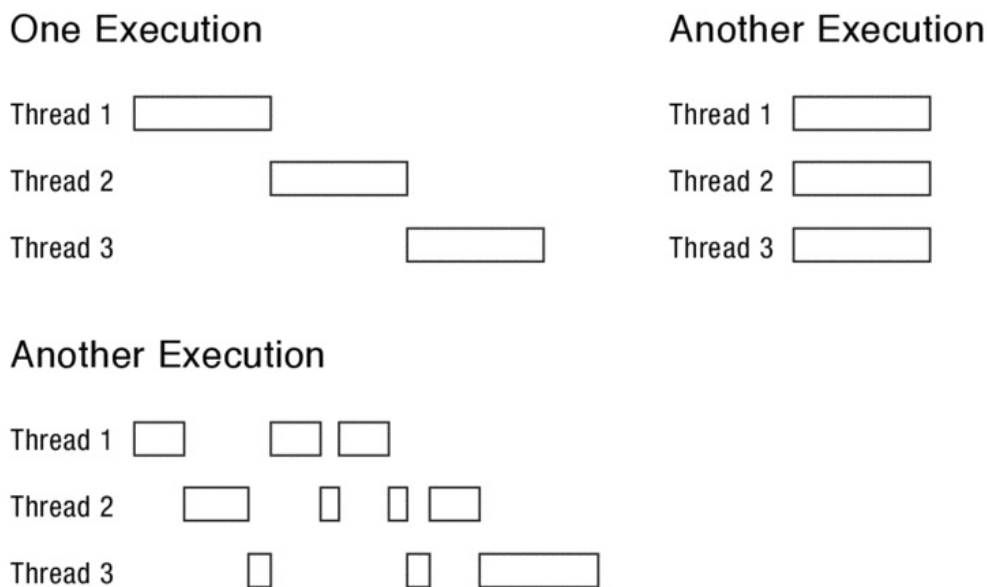 One Execution
Thread 1
Thread 2
Thread 3
Another Execution
Thread 1
Thread 2
Thread 3
Another Execution
Thread 1
Thread 2
Thread 3